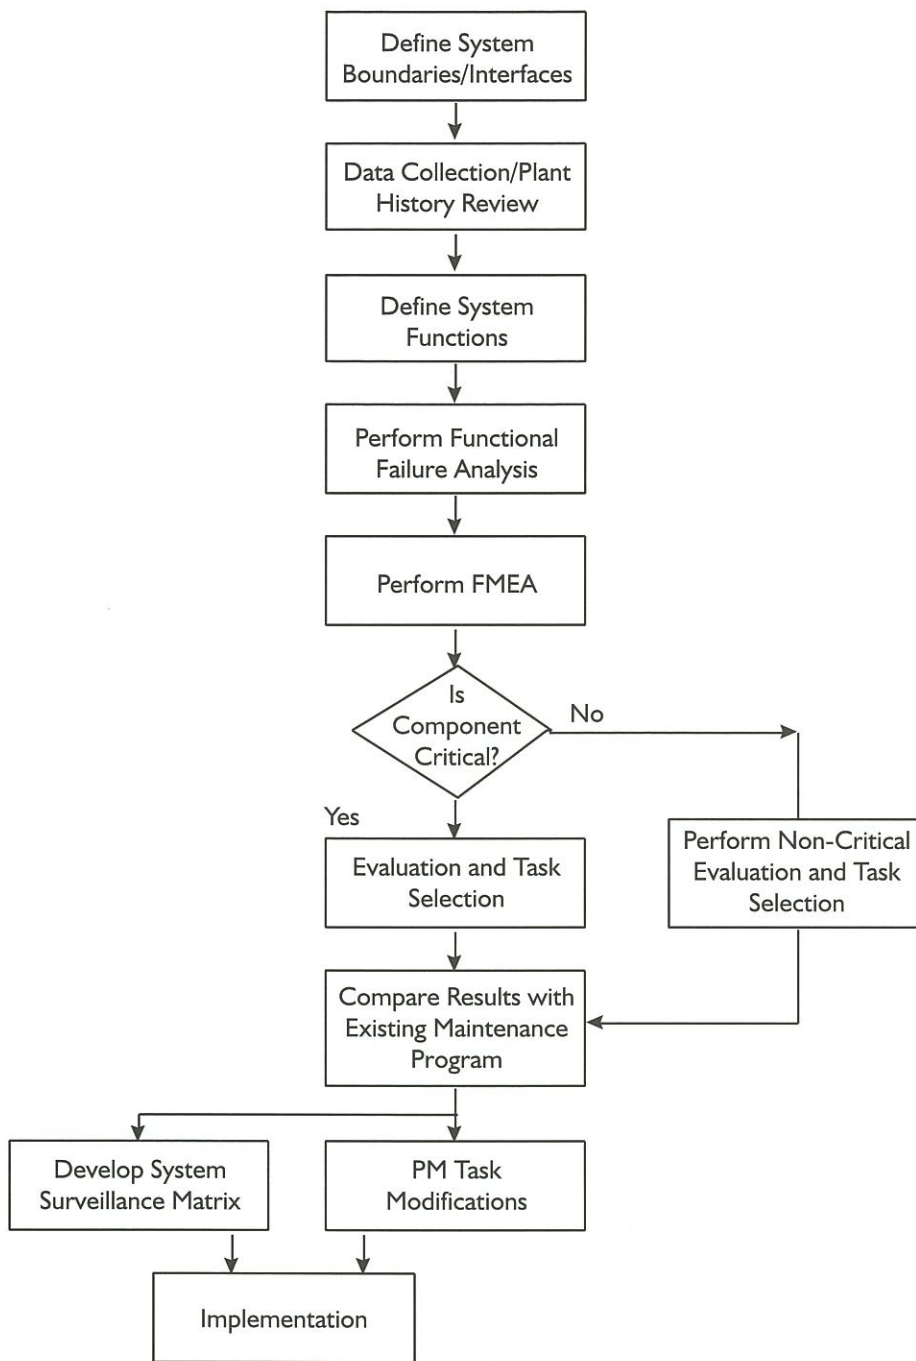 Define System
Boundaries/Interfaces
Data Collection/Plant
History Review
Define System
Functions
Perform Functional
Failure Analysis
Perform FMEA
Is
Component
Critical?
No
Yes
Evaluation and Task
Selection
Perform Non-Critical
Evaluation and Task
Selection
Compare Results with
Existing Maintenance
Program
Develop System
Surveillance Matrix
PM Task
Modifications
Implementation